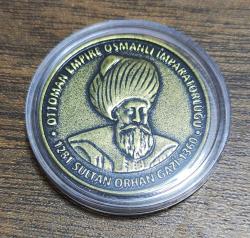 OTTOMAN EMPIRE OSMANLI İMPARATORLUĞU
1281 SULTAN ORHAN GAZI 1360